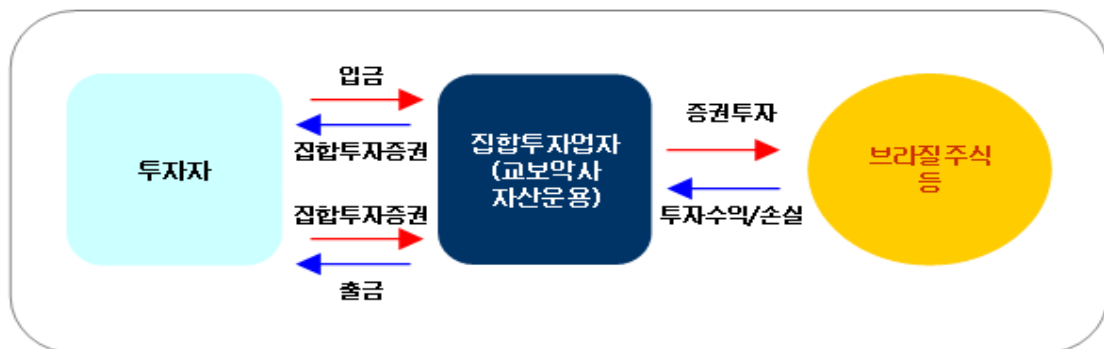 입금
집합투자증권
투자자
집합투자증권
출금
집합투자업자
(교보악사
자산운용)
증권투자
투자수익/손실
브라질 주식
등